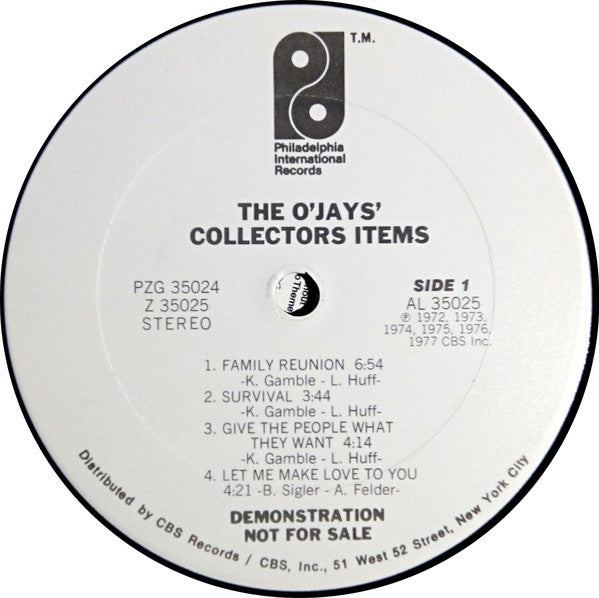 T.M.
Philadelphia
International
Records
THE O'JAYS'
COLLECTORS ITEMS
PZG 35024
Z 35025
STEREO
SIDE 1
AL 35025
℗ 1972, 1973,
1974, 1975, 1976,
1977 CBS Inc.
1. FAMILY REUNION 6:54
-K. Gamble - L. Huff-
2. SURVIVAL 3:44
-K. Gamble - L. Huff-
3. GIVE THE PEOPLE WHAT
THEY WANT 4:14
-K. Gamble - L. Huff-
4. LET ME MAKE LOVE TO YOU
4:21 -B. Sigler - A. Felder-
DEMONSTRATION
NOT FOR SALE
Distributed by CBS Records / CBS, Inc., 51 West 52 Street, New York City